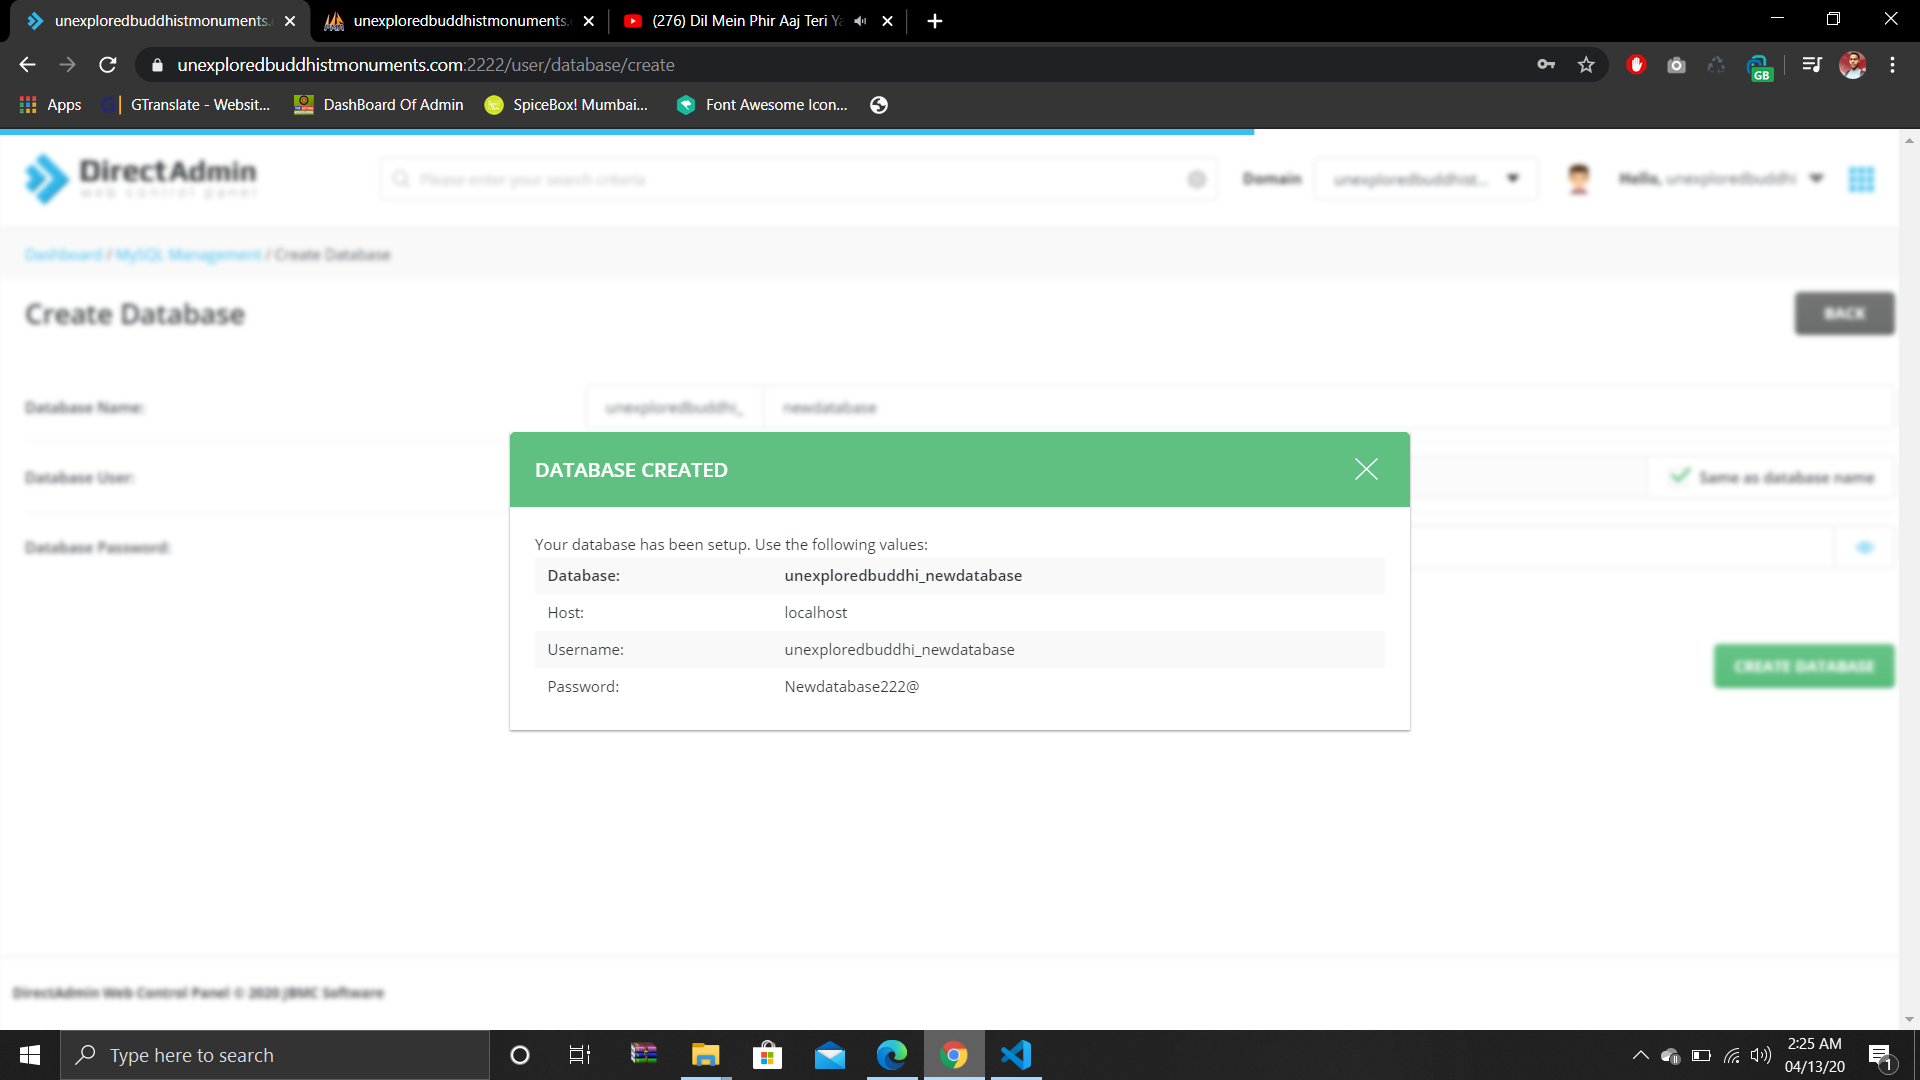 unexploredbuddhistmonuments.
unexploredbuddhistmonuments.
(276) Dil Mein Phir Aaj Teri Ya
unexploredbuddhistmonuments.com:2222/user/database/create
GB
Apps
GTranslate - Websit...
DashBoard Of Admin
SpiceBox! Mumbai...
Font Awesome Icon...
DirectAdmin
web control panel
Please enter your search criteria
Domain
unexploredbuddhist...
Hello, unexploredbuddhi
Dashboard / MySQL Management / Create Database
Create Database
BACK
Database Name:
unexploredbuddhi_
newdatabase
Database User:
Same as database name
Database Password:
DATABASE CREATED
Your database has been setup. Use the following values:
Database: unexploredbuddhi_newdatabase
Host: localhost
Username: unexploredbuddhi_newdatabase
Password: Newdatabase222@
CREATE DATABASE
DirectAdmin Web Control Panel © 2020 JBMC Software
Type here to search
2:25 AM
04/13/20
1